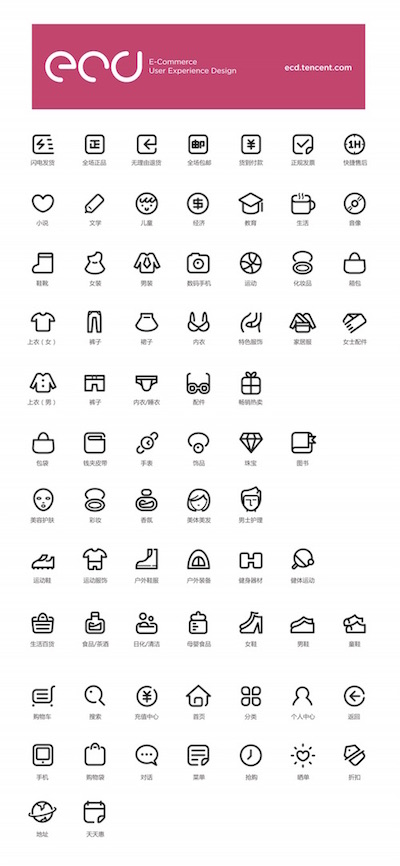 ecd
E-Commerce
User Experience Design
ecd.tencent.com
正 邮 ¥ 1H
闪电发货 全场正品 无理由退货 全场包邮 货到付款 正规发票 快捷售后
小说 文学 儿童 经济 教育 生活 音像
鞋靴 女装 男装 数码手机 运动 化妆品 箱包
上衣（女） 裤子 裙子 内衣 特色服饰 家居服 女士配件
上衣（男） 裤子 内衣/睡衣 配件 畅销热卖
包袋 钱夹皮带 手表 饰品 珠宝 图书
美容护肤 彩妆 香氛 美体美发 男士护理
运动鞋 运动服饰 户外鞋服 户外装备 健身器材 健体运动
生活百货 食品/茶酒 日化/清洁 母婴食品 女鞋 男鞋 童鞋
购物车 搜索 充值中心 首页 分类 个人中心 返回
手机 购物袋 对话 菜单 抢购 晒单 折扣
地址 天天惠